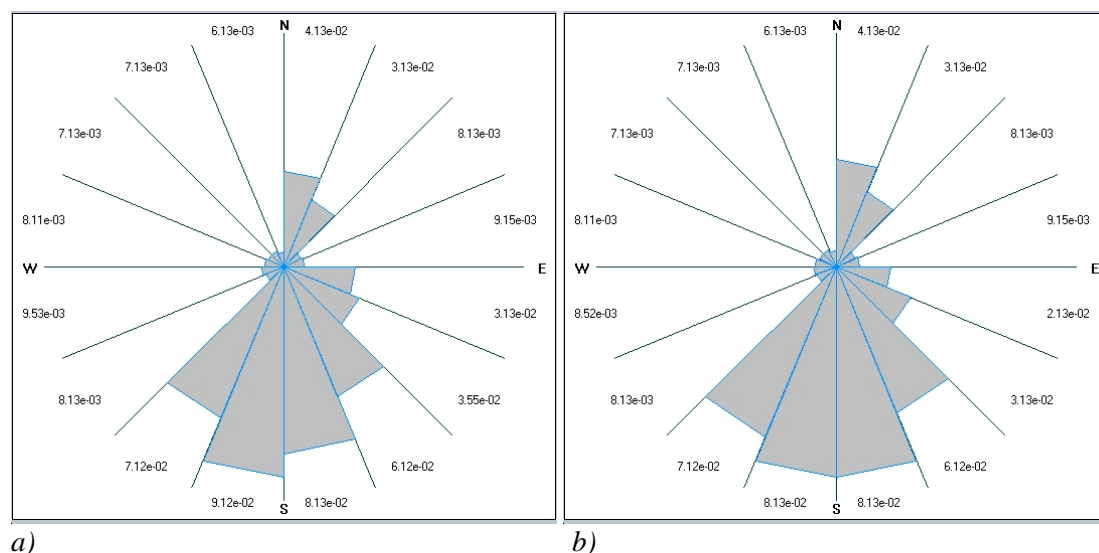 N
6.13e-03 4.13e-02
7.13e-03 3.13e-02
7.13e-03 8.13e-03
8.11e-03 9.15e-03
W E
9.53e-03 3.13e-02
8.13e-03 3.55e-02
7.12e-02 6.12e-02
9.12e-02 8.13e-02
S
a)
N
6.13e-03 4.13e-02
7.13e-03 3.13e-02
7.13e-03 8.13e-03
8.11e-03 9.15e-03
W E
8.52e-03 2.13e-02
8.13e-03 3.13e-02
7.12e-02 6.12e-02
8.13e-02 8.13e-02
S
b)